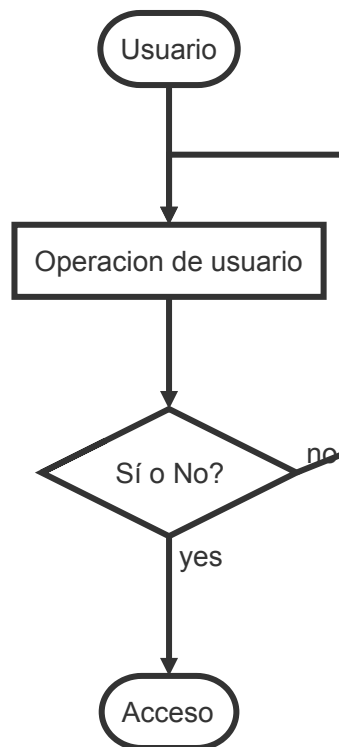 Usuario
Operacion de usuario
Sí o No?
no
yes
Acceso